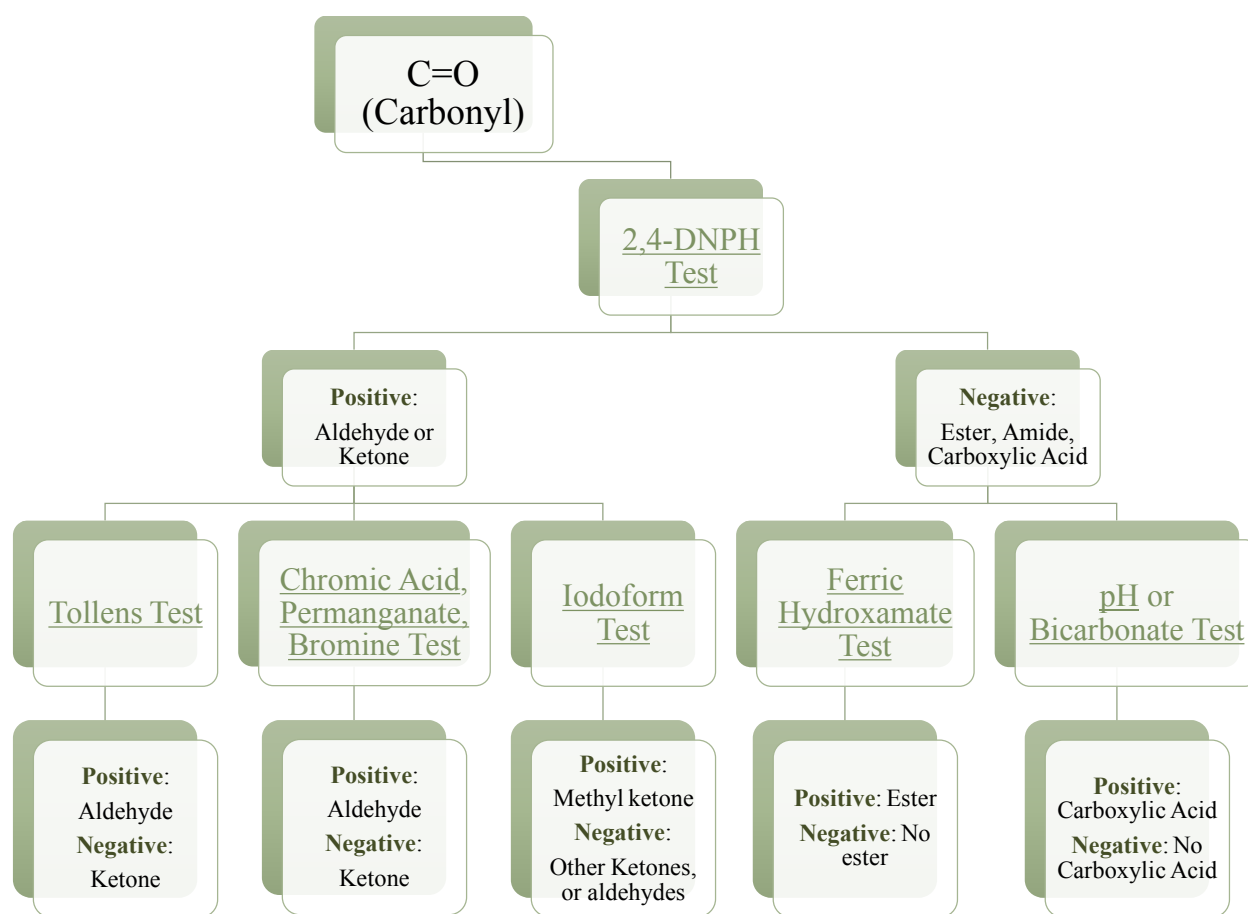 C=O
(Carbonyl)
2,4-DNPH
Test
Positive:
Aldehyde or
Ketone
Negative:
Ester, Amide,
Carboxylic Acid
Tollens Test
Chromic Acid,
Permanganate,
Bromine Test
Iodoform
Test
Ferric
Hydroxamate
Test
pH or
Bicarbonate Test
Positive:
Aldehyde
Negative:
Ketone
Positive:
Aldehyde
Negative:
Ketone
Positive:
Methyl ketone
Negative:
Other Ketones,
or aldehydes
Positive: Ester
Negative: No
ester
Positive:
Carboxylic Acid
Negative: No
Carboxylic Acid